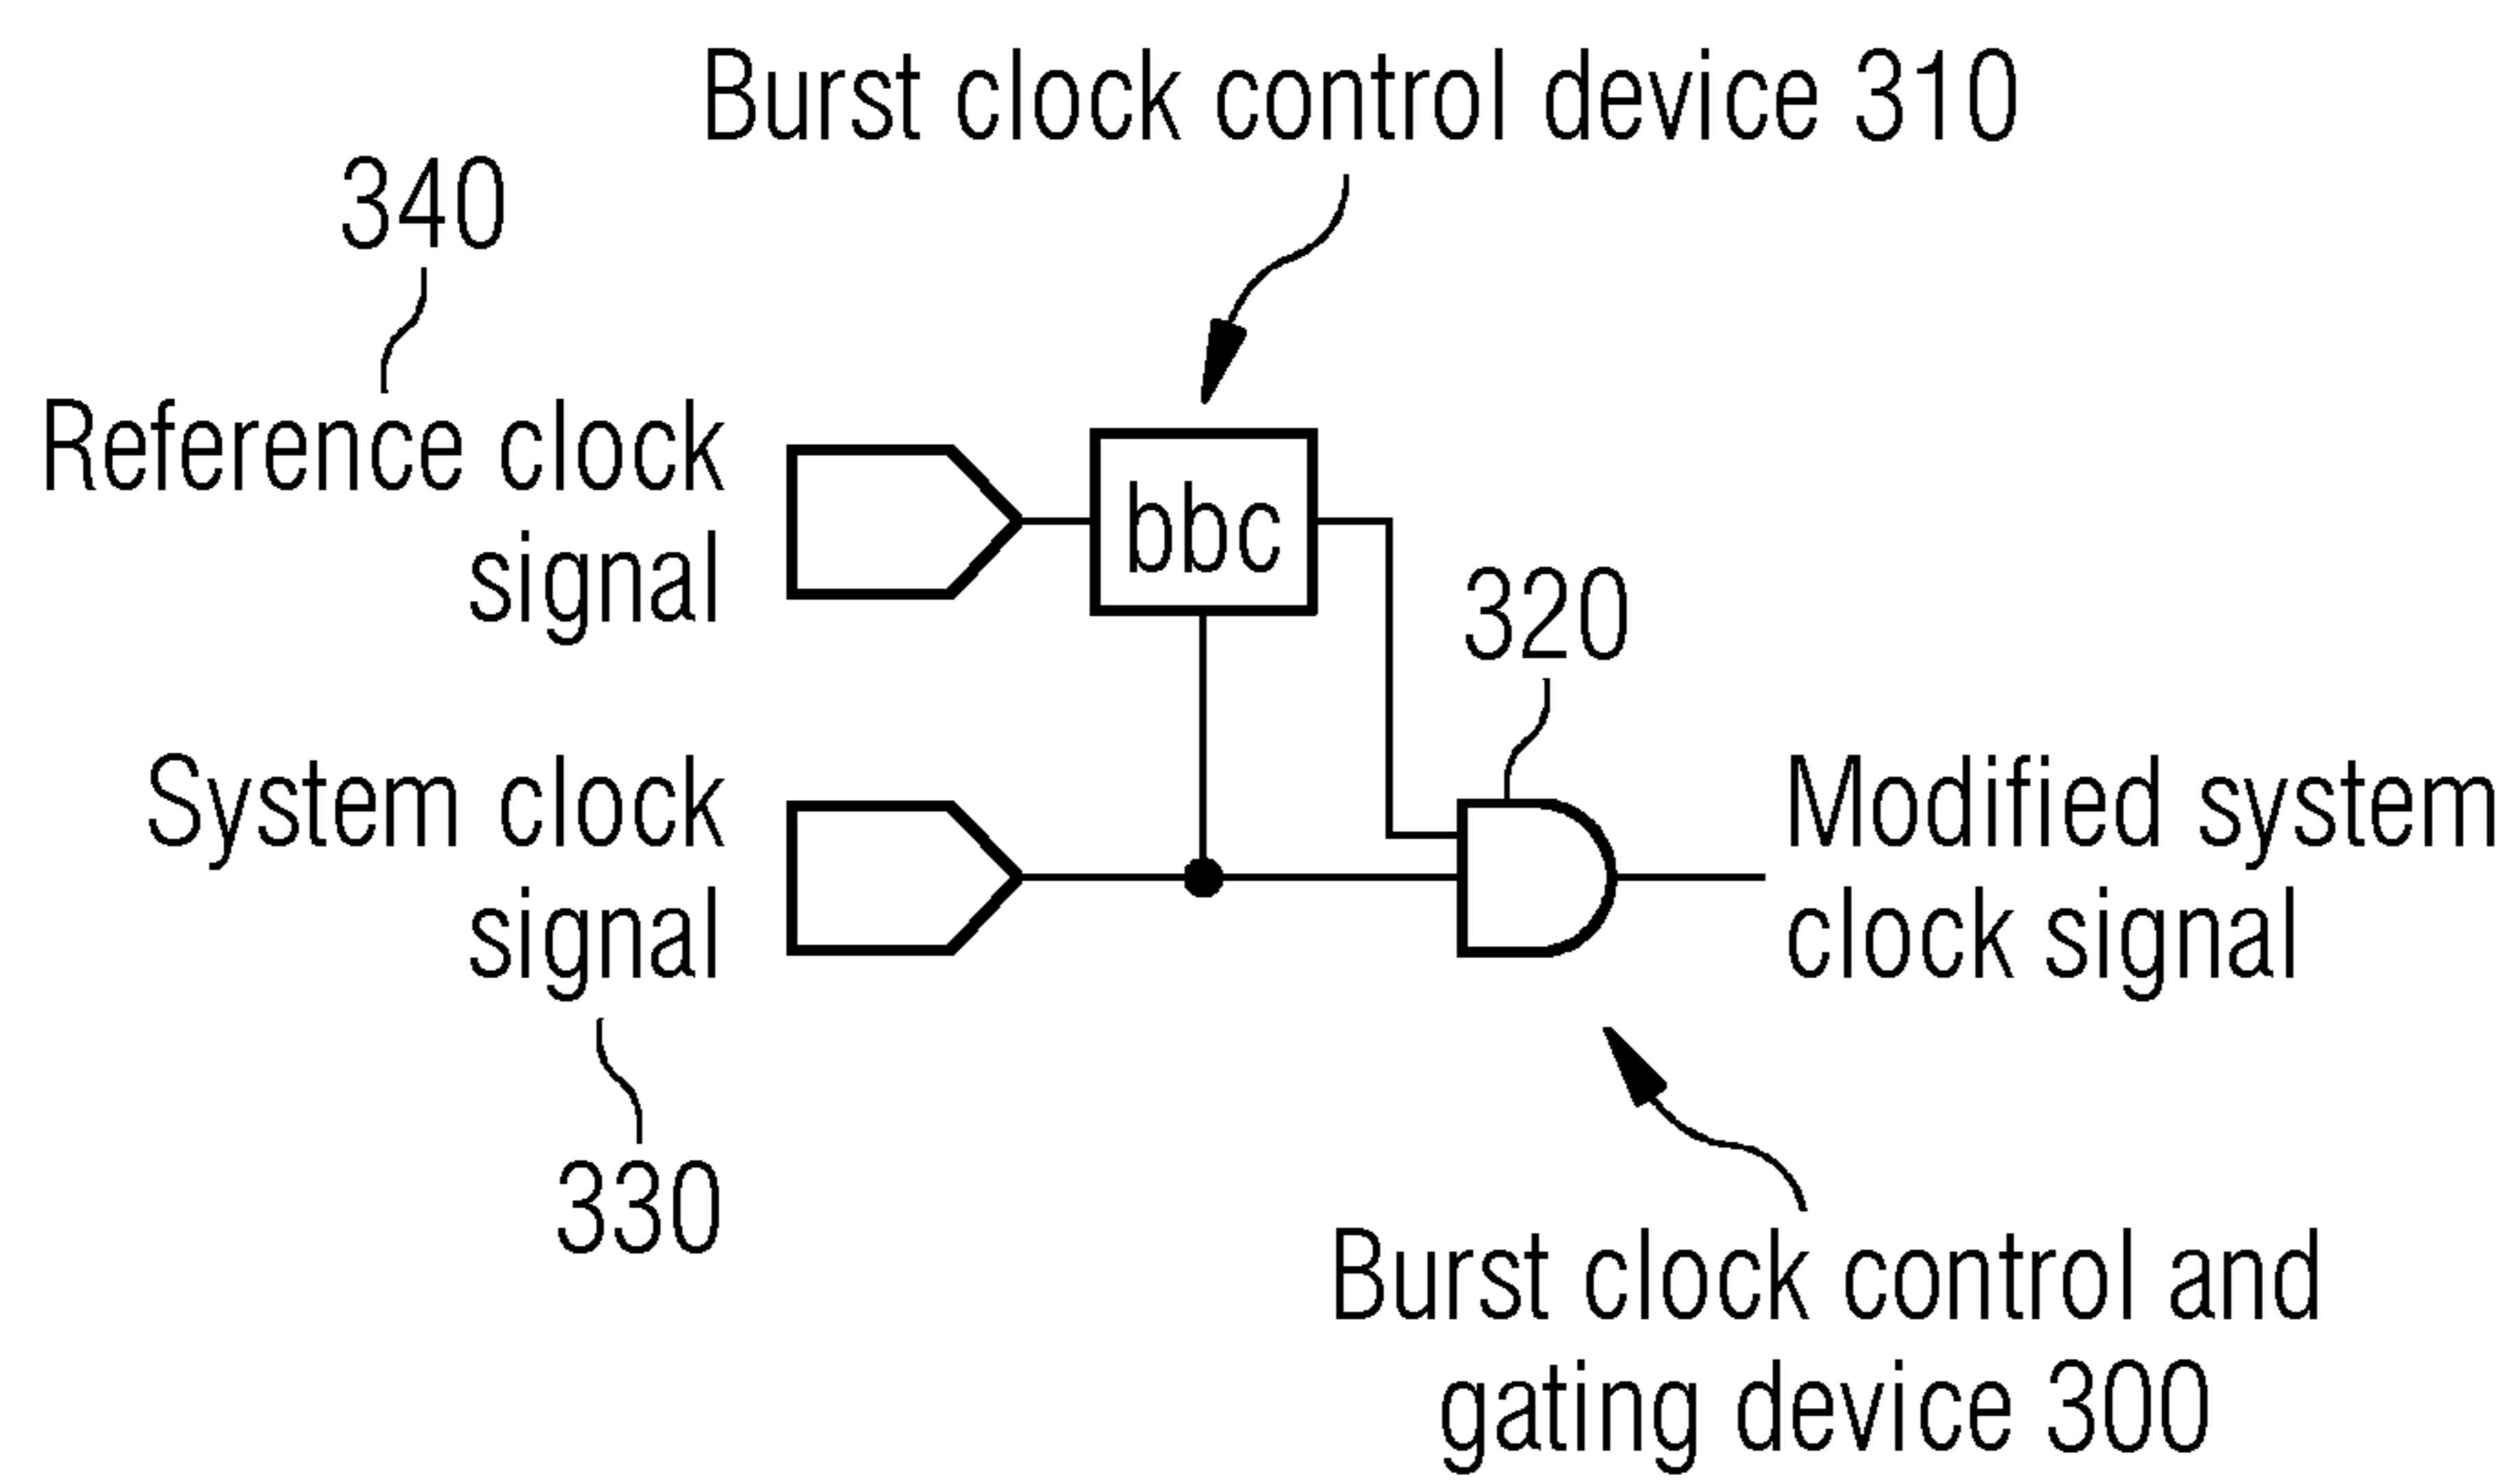 Burst clock control device 310
340
Reference clock
signal
bbc
320
System clock
signal
Modified system
clock signal
330
Burst clock control and
gating device 300